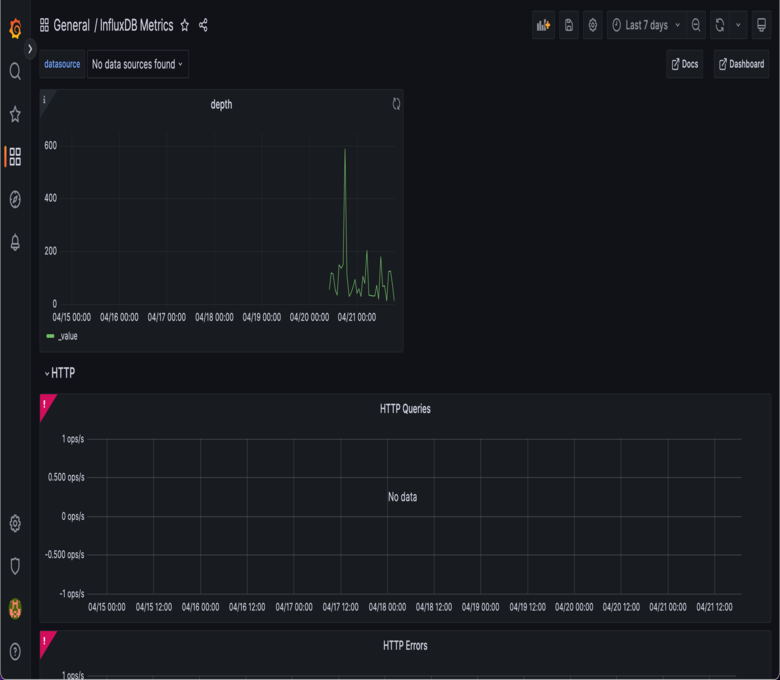 General / InfluxDB Metrics
Last 7 days
datasource
No data sources found
Docs
Dashboard
i
depth
600
400
200
0
04/15 00:00 04/16 00:00 04/17 00:00 04/18 00:00 04/19 00:00 04/20 00:00 04/21 00:00
_value
HTTP
!
HTTP Queries
1 ops/s
0.500 ops/s
No data
0 ops/s
-0.500 ops/s
-1 ops/s
04/15 00:00 04/15 12:00 04/16 00:00 04/16 12:00 04/17 00:00 04/17 12:00 04/18 00:00 04/18 12:00 04/19 00:00 04/19 12:00 04/20 00:00 04/20 12:00 04/21 00:00 04/21 12:00
!
HTTP Errors
1 ops/s